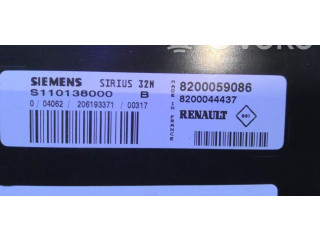 SIEMENS SIRIUS 32N
S110138000 B
0 / 04062 / 206193371 / 00317
MADE IN FRANCE
8200059086
8200044437
RENAULT